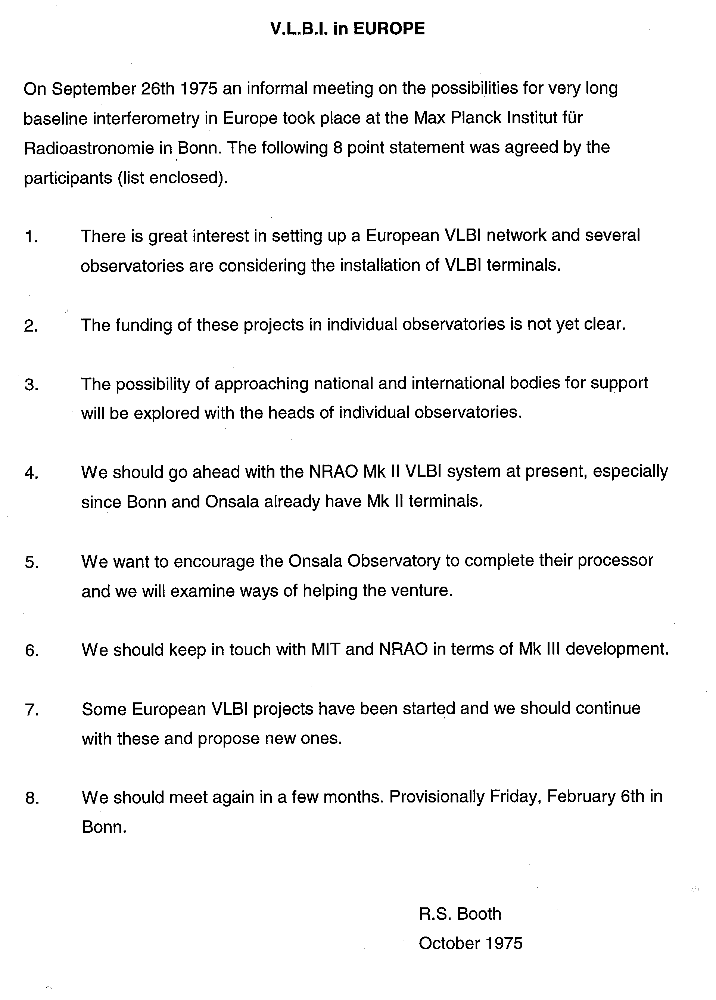 V.L.B.I. in EUROPE
On September 26th 1975 an informal meeting on the possibilities for very long
baseline interferometry in Europe took place at the Max Planck Institut für
Radioastronomie in Bonn. The following 8 point statement was agreed by the
participants (list enclosed).
1. There is great interest in setting up a European VLBI network and several
observatories are considering the installation of VLBI terminals.
2. The funding of these projects in individual observatories is not yet clear.
3. The possibility of approaching national and international bodies for support
will be explored with the heads of individual observatories.
4. We should go ahead with the NRAO Mk II VLBI system at present, especially
since Bonn and Onsala already have Mk II terminals.
5. We want to encourage the Onsala Observatory to complete their processor
and we will examine ways of helping the venture.
6. We should keep in touch with MIT and NRAO in terms of Mk III development.
7. Some European VLBI projects have been started and we should continue
with these and propose new ones.
8. We should meet again in a few months. Provisionally Friday, February 6th in
Bonn.
R.S. Booth
October 1975